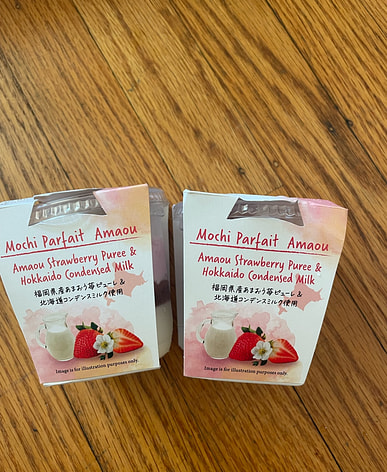 Mochi Parfait Amaou
Amaou Strawberry Puree &
Hokkaido Condensed Milk
福岡県産あまおう苺ピューレ&
北海道コンデンスミルク使用
Image is for illustration purposes only.
Mochi Parfait Amaou
Amaou Strawberry Puree &
Hokkaido Condensed Milk
福岡県産あまおう苺ピューレ&
北海道コンデンスミルク使用
Image is for illustration purposes only.